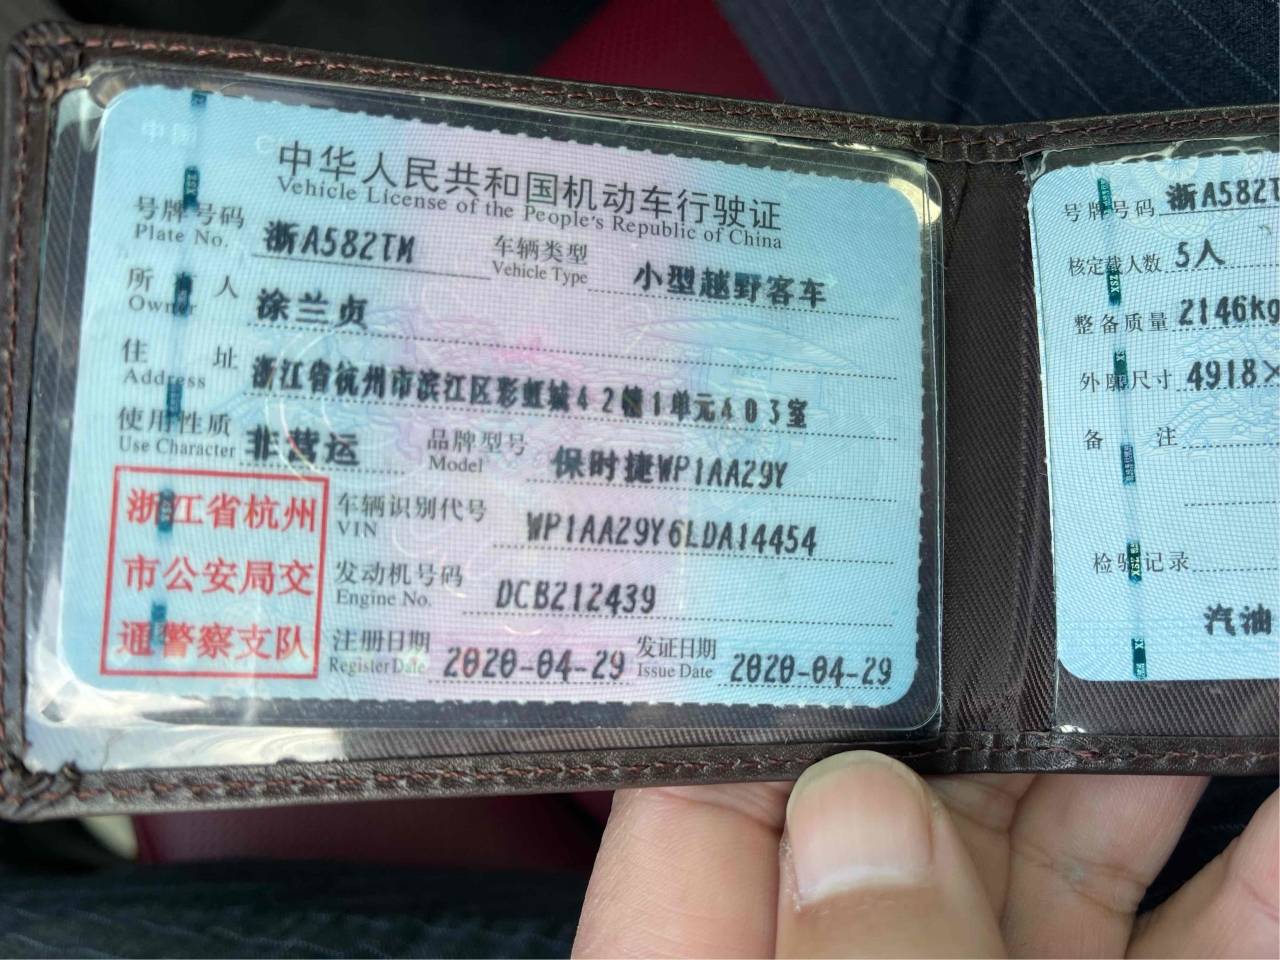 中华人民共和国机动车行驶证
Vehicle License of the People's Republic of China
号牌号码 浙A582TM 车辆类型 小型越野客车
Plate No. Vehicle Type
所有人 涂兰贞
Owner
住址 浙江省杭州市滨江区彩虹城42幢1单元403室
Address
使用性质 非营运 品牌型号 保时捷WP1AA29Y
Use Character Model
浙江省杭州
市公安局交
通警察支队
车辆识别代号 WP1AA29Y6LDA14454
VIN
发动机号码 DCB212439
Engine No.
注册日期 2020-04-29 发证日期 2020-04-29
Register Date Issue Date
号牌号码 浙A582T
核定载人数 5人
整备质量 2146kg
外廓尺寸 4918×
备注
检验记录
汽油